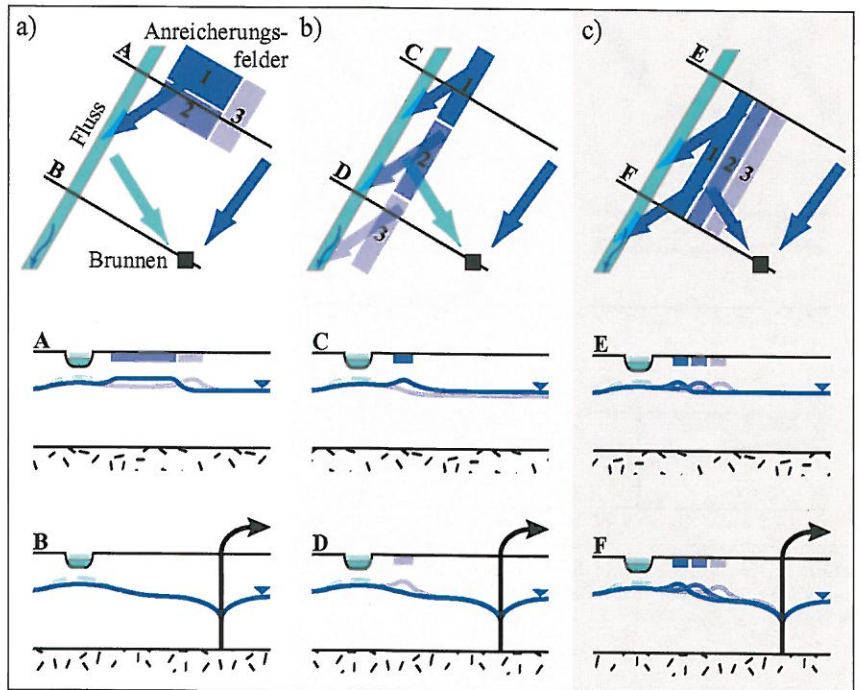 a)
A
Anreicherungs-
felder
1
2
3
Fluss
B
Brunnen
b)
C
1
2
D
3
c)
E
1
2
3
F
A
C
E
B
D
F